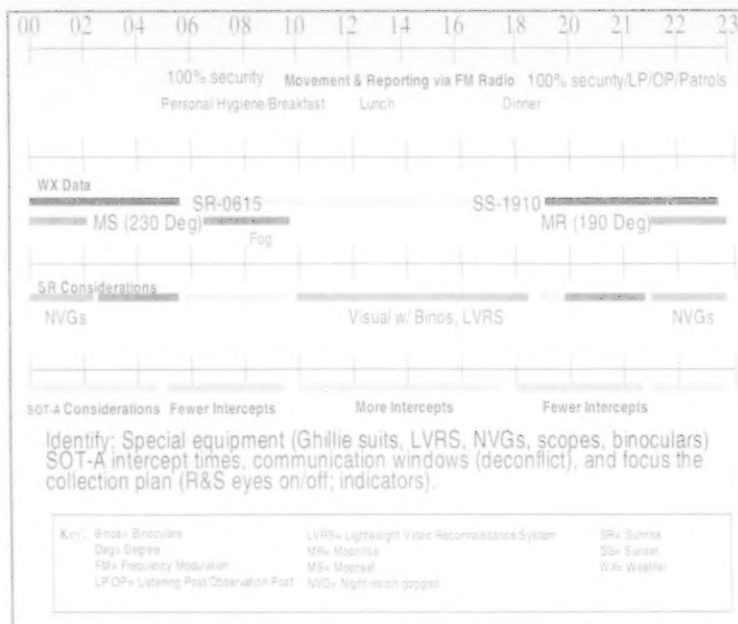 00 02 04 06 08 10 12 14 16 18 20 22 23
100% security Movement & Reporting via FM Radio 100% security/LP/OP/Patrols
Personal Hygiene/Breakfast Lunch Dinner
WX Data
SR-0615 SS-1910
MS (230 Deg) MR (190 Deg)
Fog
SR Considerations
NVGs Visual w/ Binos, LVRS NVGs
SOT-A Considerations Fewer Intercepts More Intercepts Fewer Intercepts
Identify: Special equipment (Ghillie suits, LVRS, NVGs, scopes, binoculars)
SOT-A intercept times, communication windows (deconflict), and focus the
collection plan (R&S eyes on/off; indicators).
Key: Binos= Binoculars LVRS= Lightweight Video Reconnaissance System SR= Sunrise
Deg= Degree MR= Moonrise SS= Sunset
FM= Frequency Modulation MS= Moonset WX= Weather
LP/OP= Listening Post Observation Post NVG= Night-vision goggles